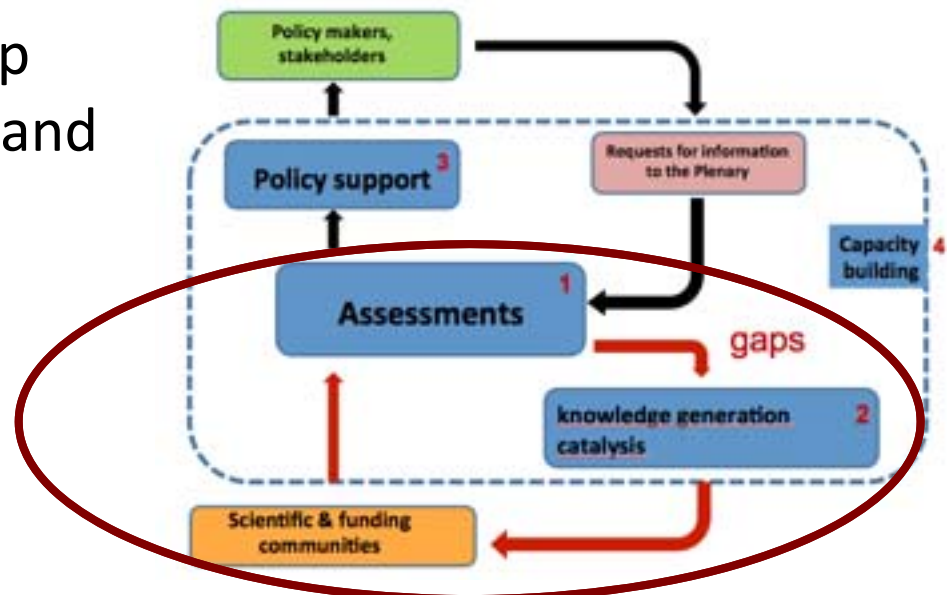 p
and
Policy makers,
stakeholders
Policy support 3
Requests for information
to the Plenary
Capacity 4
building
Assessments 1
gaps
knowledge generation 2
catalysis
Scientific & funding
communities